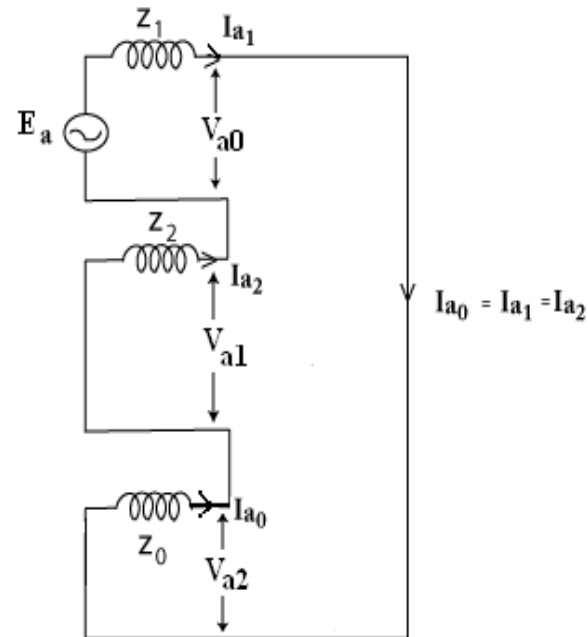 Z1
Ia1
Ea
Va0
Z2
Ia2
Ia0 = Ia1 = Ia2
Va1
Ia0
Z0
Va2